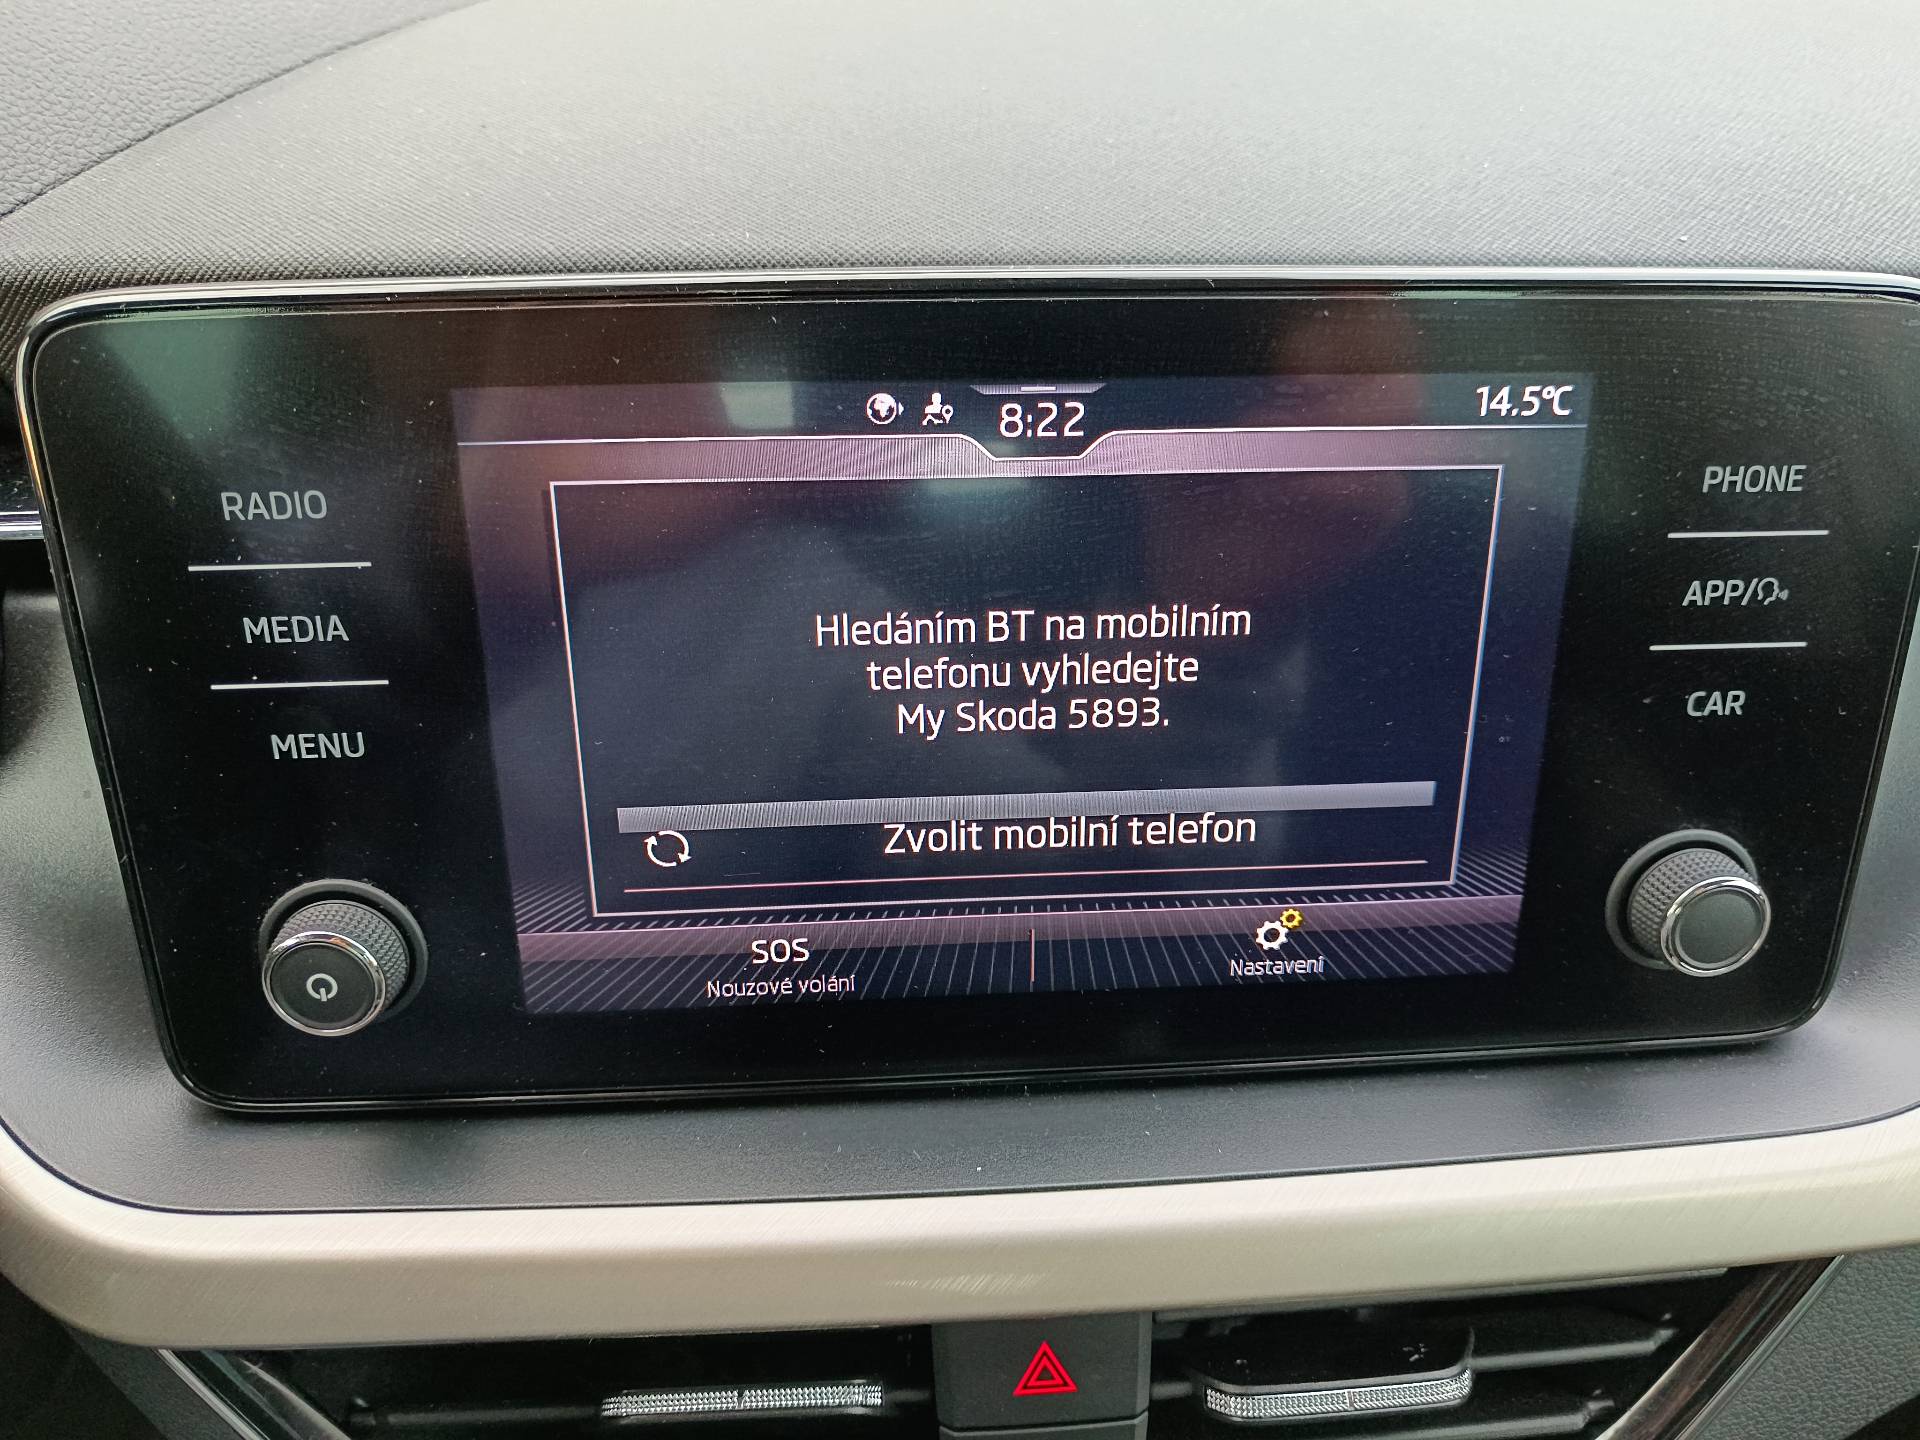 8:22
14.5°C
RADIO
MEDIA
MENU
PHONE
APP/
CAR
Hledáním BT na mobilním
telefonu vyhledejte
My Skoda 5893.
Zvolit mobilní telefon
SOS
Nouzové volání
Nastavení